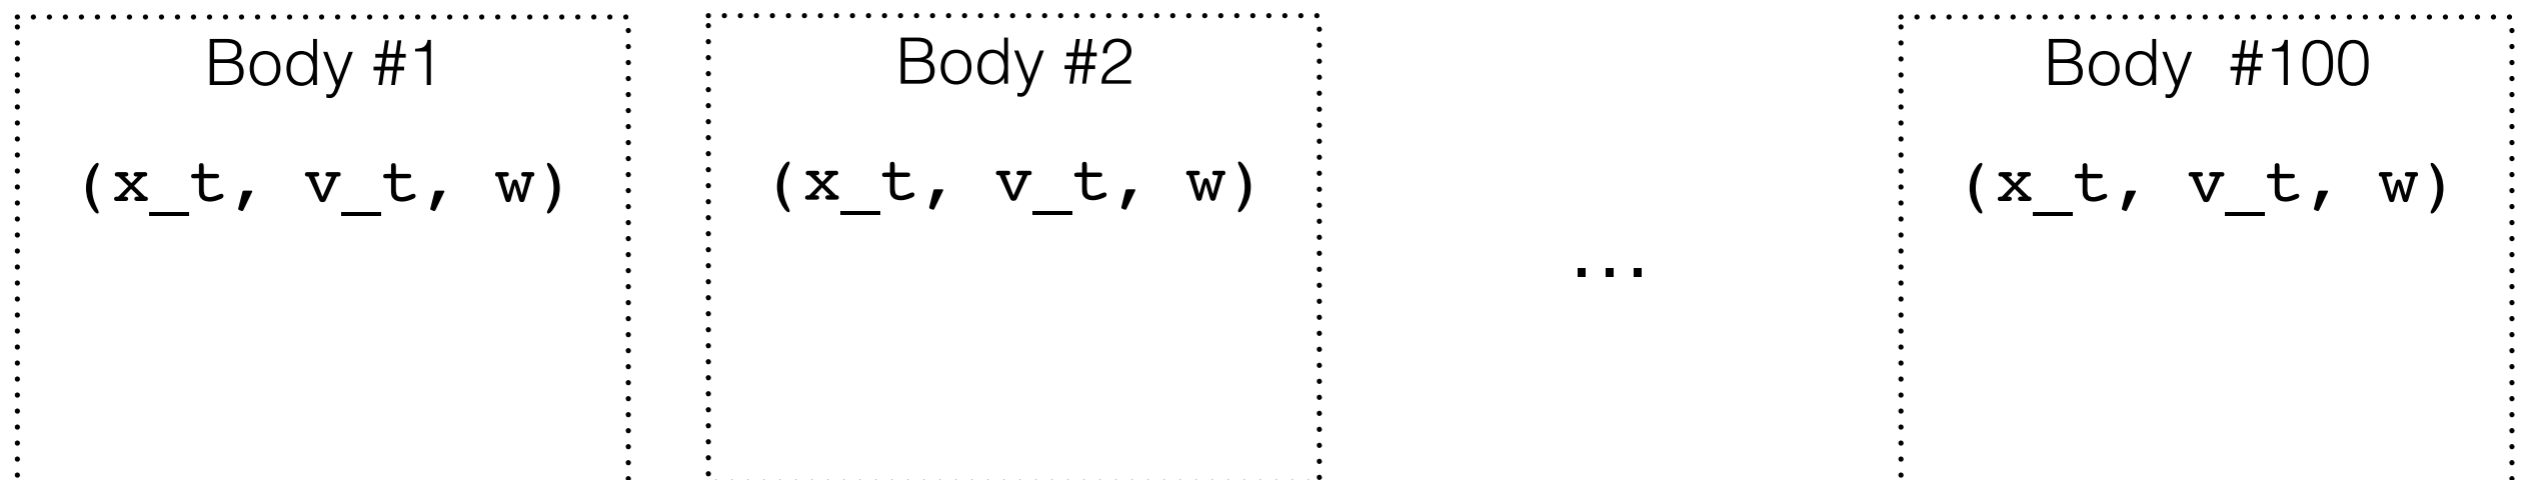 Body #1
(x_t, v_t, w)
Body #2
(x_t, v_t, w)
...
Body #100
(x_t, v_t, w)